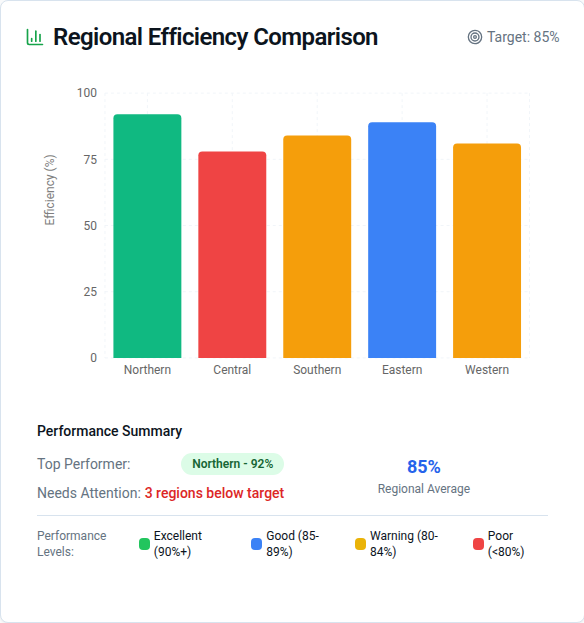 Regional Efficiency Comparison
Target: 85%
Efficiency (%)
100
75
50
25
0
Northern
Central
Southern
Eastern
Western
Performance Summary
Top Performer:
Northern - 92%
Needs Attention: 3 regions below target
85%
Regional Average
Performance
Levels:
Excellent
(90%+)
Good (85-
89%)
Warning (80-
84%)
Poor
(<80%)